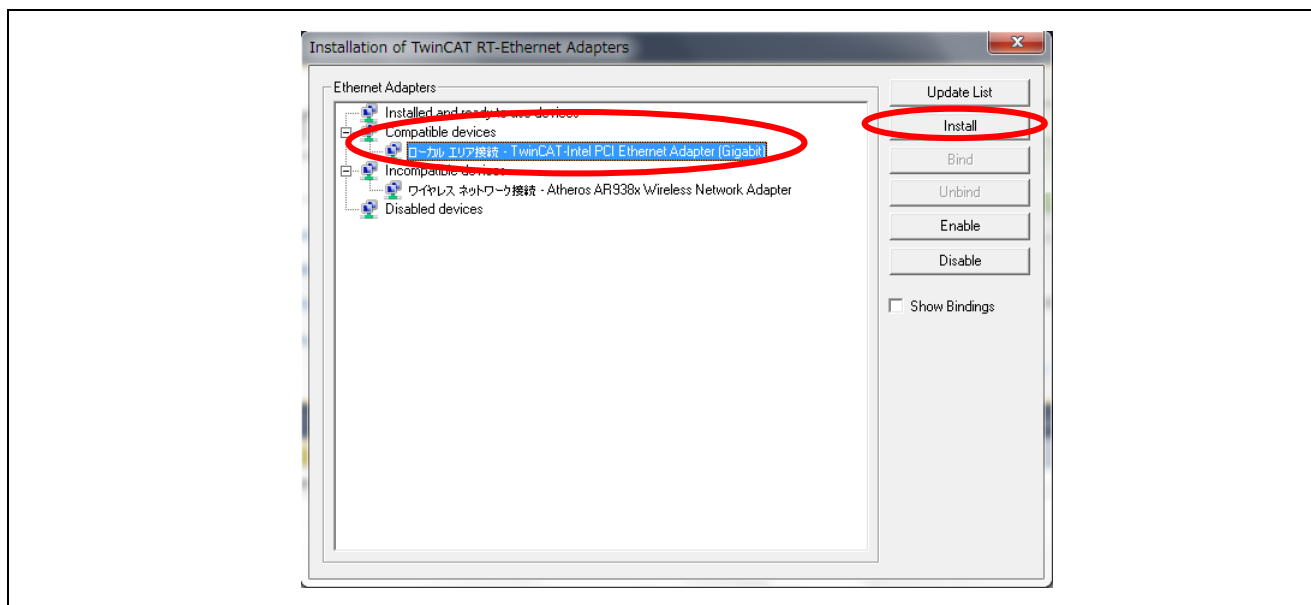 Installation of TwinCAT RT-Ethernet Adapters
x
Ethernet Adapters
Installed and ready to use devices
Compatible devices
ローカル エリア接続 - TwinCAT-Intel PCI Ethernet Adapter (Gigabit)
Incompatible devices
ワイヤレス ネットワーク接続 - Atheros AR938x Wireless Network Adapter
Disabled devices
Update List
Install
Bind
Unbind
Enable
Disable
Show Bindings